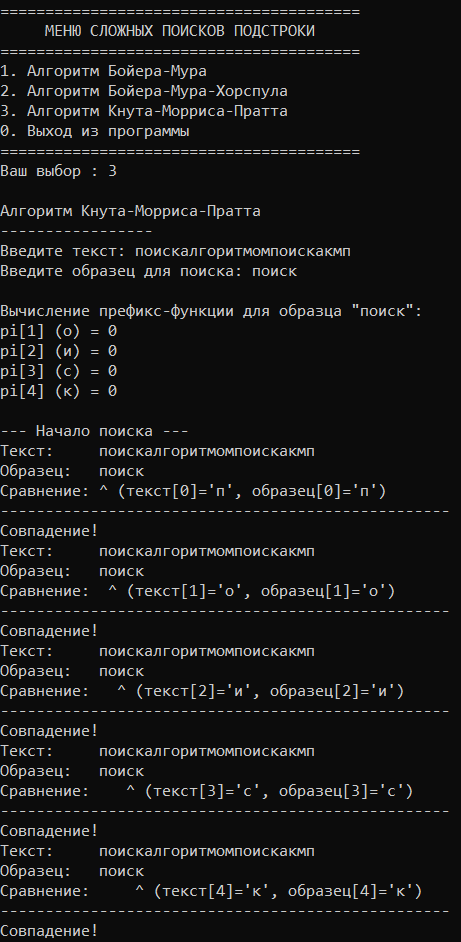 ========================================
     МЕНЮ СЛОЖНЫХ ПОИСКОВ ПОДСТРОКИ
========================================
1. Алгоритм Бойера-Мура
2. Алгоритм Бойера-Мура-Хорспула
3. Алгоритм Кнута-Морриса-Пратта
0. Выход из программы
========================================
Ваш выбор : 3

Алгоритм Кнута-Морриса-Пратта
-----------------
Введите текст: поискалгоритмомпоискакмп
Введите образец для поиска: поиск

Вычисление префикс-функции для образца "поиск":
pi[1] (о) = 0
pi[2] (и) = 0
pi[3] (с) = 0
pi[4] (к) = 0

--- Начало поиска ---
Текст:     поискалгоритмомпоискакмп
Образец:   поиск
Сравнение: ^ (текст[0]='п', образец[0]='п')
--------------------------------------------------
Совпадение!
Текст:     поискалгоритмомпоискакмп
Образец:   поиск
Сравнение:  ^ (текст[1]='о', образец[1]='о')
--------------------------------------------------
Совпадение!
Текст:     поискалгоритмомпоискакмп
Образец:   поиск
Сравнение:   ^ (текст[2]='и', образец[2]='и')
--------------------------------------------------
Совпадение!
Текст:     поискалгоритмомпоискакмп
Образец:   поиск
Сравнение:    ^ (текст[3]='с', образец[3]='с')
--------------------------------------------------
Совпадение!
Текст:     поискалгоритмомпоискакмп
Образец:   поиск
Сравнение:     ^ (текст[4]='к', образец[4]='к')
--------------------------------------------------
Совпадение!